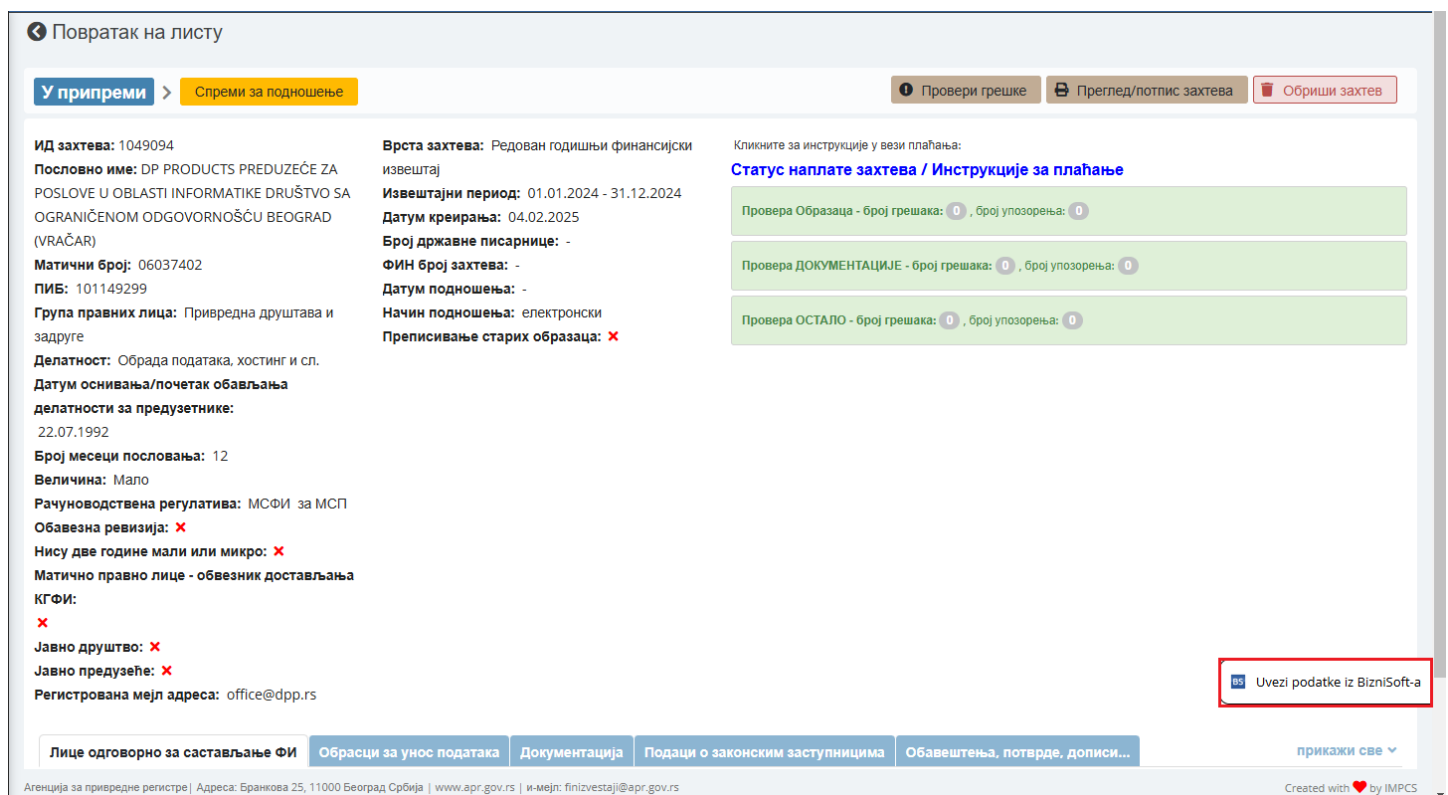 Повратак на листу
У припреми
Спреми за подношење
Провери грешке
Преглед/потпис захтева
Обриши захтев
ИД захтева: 1049094
Пословно име: DP PRODUCTS PREDUZEĆE ZA
POSLOVE U OBLASTI INFORMATIKE DRUŠTVO SA
OGRANIČENOM ODGOVORNOŠĆU BEOGRAD
(VRAČAR)
Матични број: 06037402
ПИБ: 101149299
Група правних лица: Привредна друштава и
задруге
Делатност: Обрада података, хостинг и сл.
Датум оснивања/почетак обављања
делатности за предузетнике:
22.07.1992
Број месеци пословања: 12
Величина: Мало
Рачуноводствена регулатива: МСФИ за МСП
Обавезна ревизија:
Нису две године мали или микро:
Матично правно лице - обвезник достављања
КГФИ:
Јавно друштво:
Јавно предузеће:
Регистрована мејл адреса: office@dpp.rs
Врста захтева: Редован годишњи финансијски
извештај
Извештајни период: 01.01.2024 - 31.12.2024
Датум креирања: 04.02.2025
Број државне писарнице: -
ФИН број захтева: -
Датум подношења: -
Начин подношења: електронски
Преписивање старих образаца:
Кликните за инструкције у вези плаћања:
Статус наплате захтева / Инструкције за плаћање
Провера Образаца - број грешака: 0 , број упозорења: 0
Провера ДОКУМЕНТАЦИЈЕ - број грешака: 0 , број упозорења: 0
Провера ОСТАЛО - број грешака: 0 , број упозорења: 0
BS Uvezi podatke iz BizniSoft-a
Лице одговорно за састављање ФИ
Обрасци за унос података
Документација
Подаци о законским заступницима
Обавештења, потврде, дописи...
прикажи све
Агенција за привредне регистре| Адреса: Бранкова 25, 11000 Београд Србија | www.apr.gov.rs | и-мејл: finizvestaji@apr.gov.rs
Created with by IMPCS